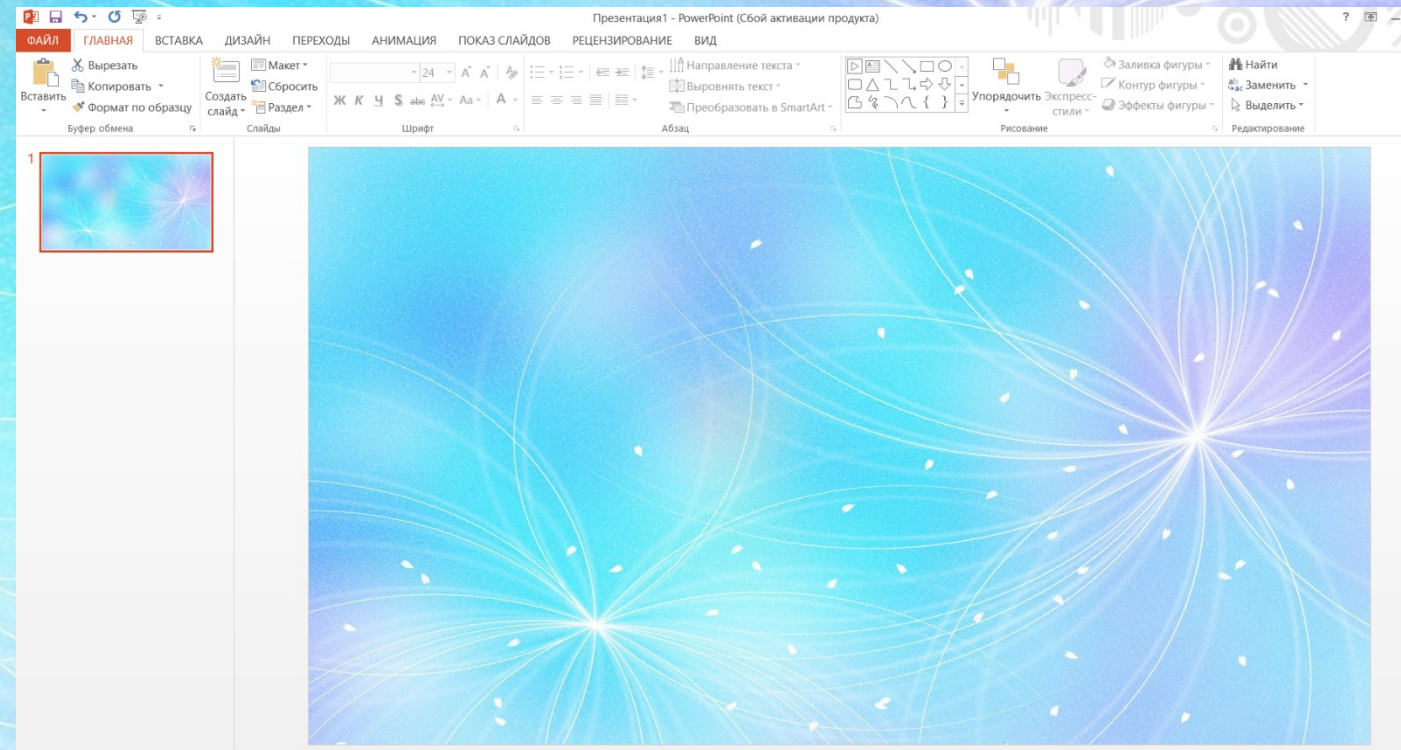 Презентация1 - PowerPoint (Сбой активации продукта)
ФАЙЛ ГЛАВНАЯ ВСТАВКА ДИЗАЙН ПЕРЕХОДЫ АНИМАЦИЯ ПОКАЗ СЛАЙДОВ РЕЦЕНЗИРОВАНИЕ ВИД
Вставить
Вырезать
Копировать
Формат по образцу
Буфер обмена
Создать
слайд
Макет
Сбросить
Раздел
Слайды
24
Ж К Ч S abc AV Aa A
Шрифт
Направление текста
Выровнять текст
Преобразовать в SmartArt
Абзац
Упорядочить
Экспресс-
стили
Заливка фигуры
Контур фигуры
Эффекты фигуры
Рисование
Найти
Заменить
Выделить
Редактирование
1